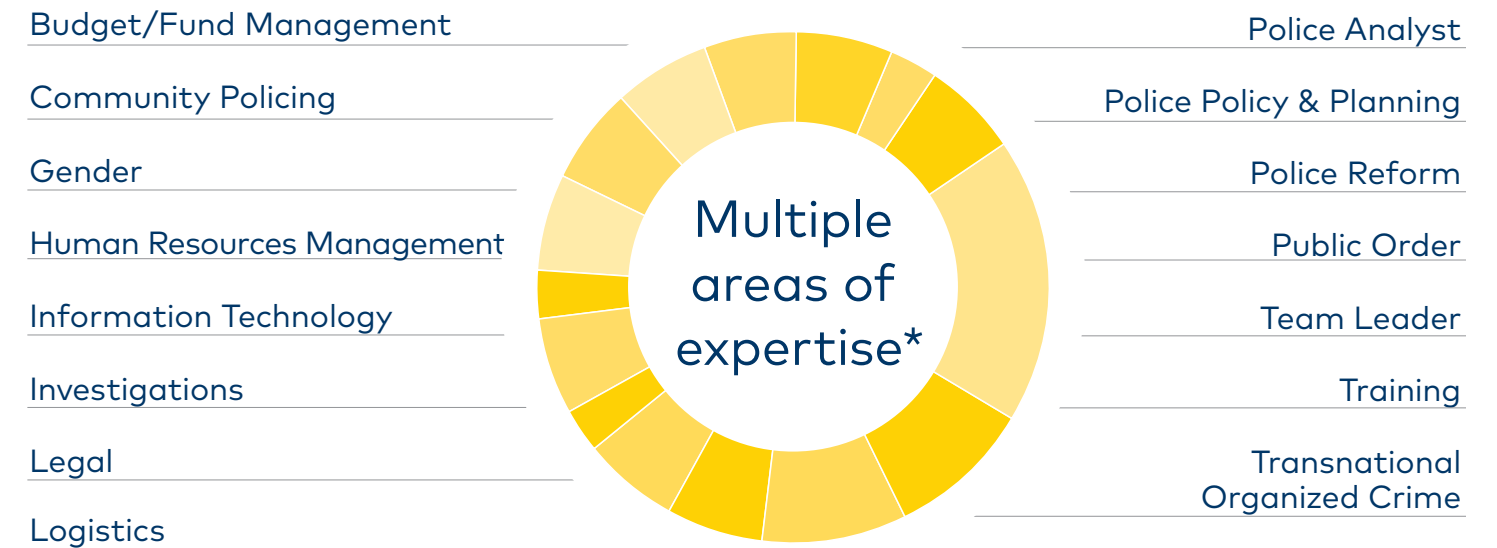 Budget/Fund Management
Community Policing
Gender
Human Resources Management
Information Technology
Investigations
Legal
Logistics
Multiple
areas of
expertise*
Police Analyst
Police Policy & Planning
Police Reform
Public Order
Team Leader
Training
Transnational
Organized Crime